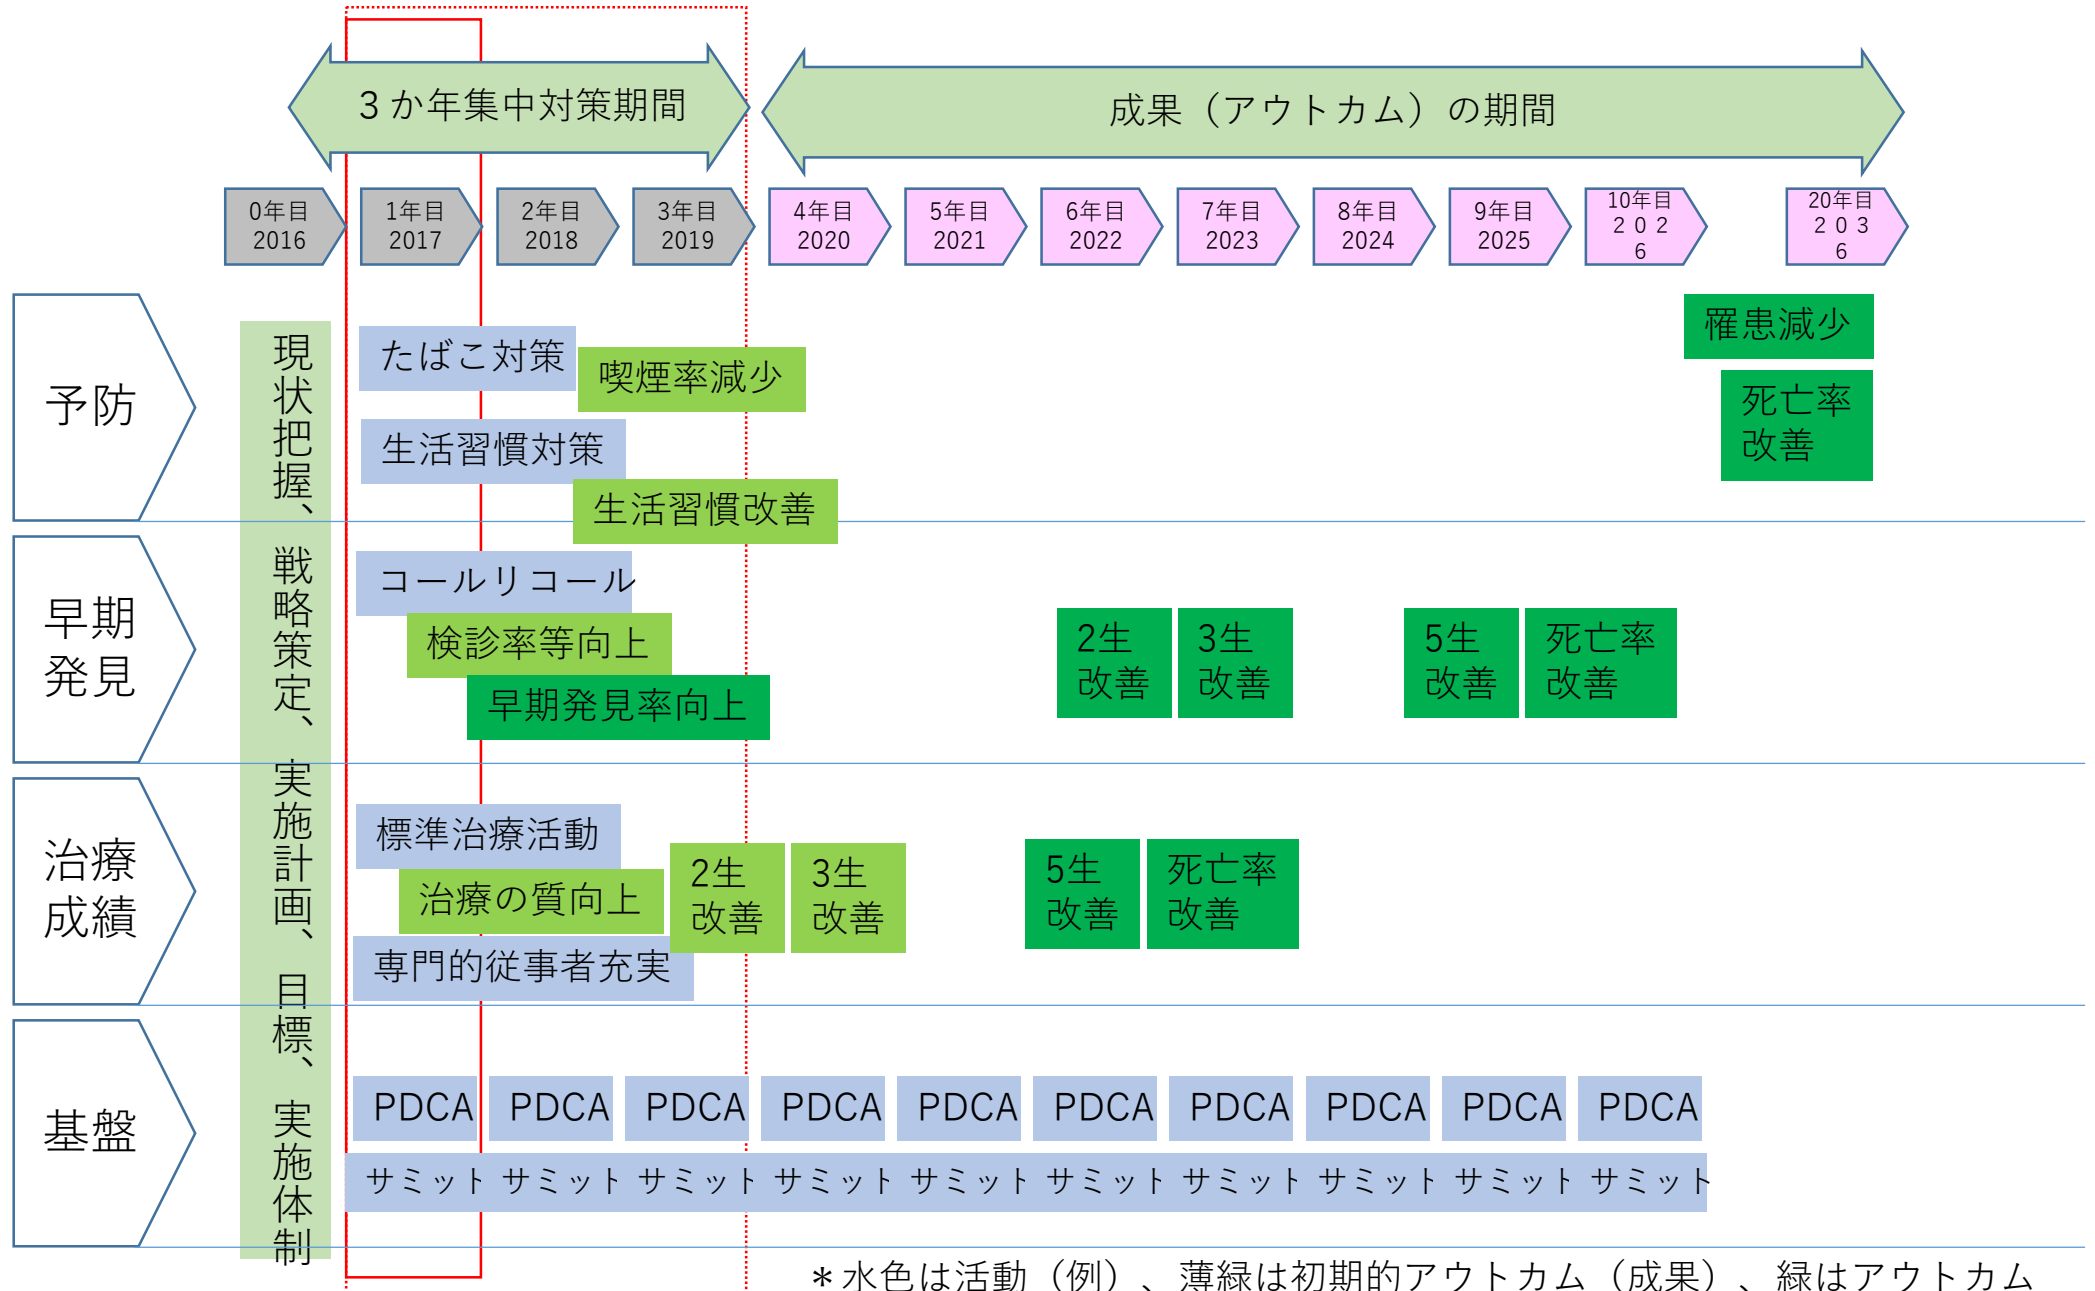 ３か年集中対策期間
成果（アウトカム）の期間
0年目
2016
1年目
2017
2年目
2018
3年目
2019
4年目
2020
5年目
2021
6年目
2022
7年目
2023
8年目
2024
9年目
2025
10年目
２０２
６
20年目
２０３
６
現状把握、戦略策定、実施計画、目標、実施体制
予防
たばこ対策
喫煙率減少
生活習慣対策
生活習慣改善
罹患減少
死亡率
改善
早期
発見
コールリコール
検診率等向上
早期発見率向上
2生
改善
3生
改善
5生
改善
死亡率
改善
治療
成績
標準治療活動
治療の質向上
専門的従事者充実
2生
改善
3生
改善
5生
改善
死亡率
改善
基盤
PDCA PDCA PDCA PDCA PDCA PDCA PDCA PDCA PDCA PDCA
サミット サミット サミット サミット サミット サミット サミット サミット サミット サミット
＊水色は活動（例）、薄緑は初期的アウトカム（成果）、緑はアウトカム